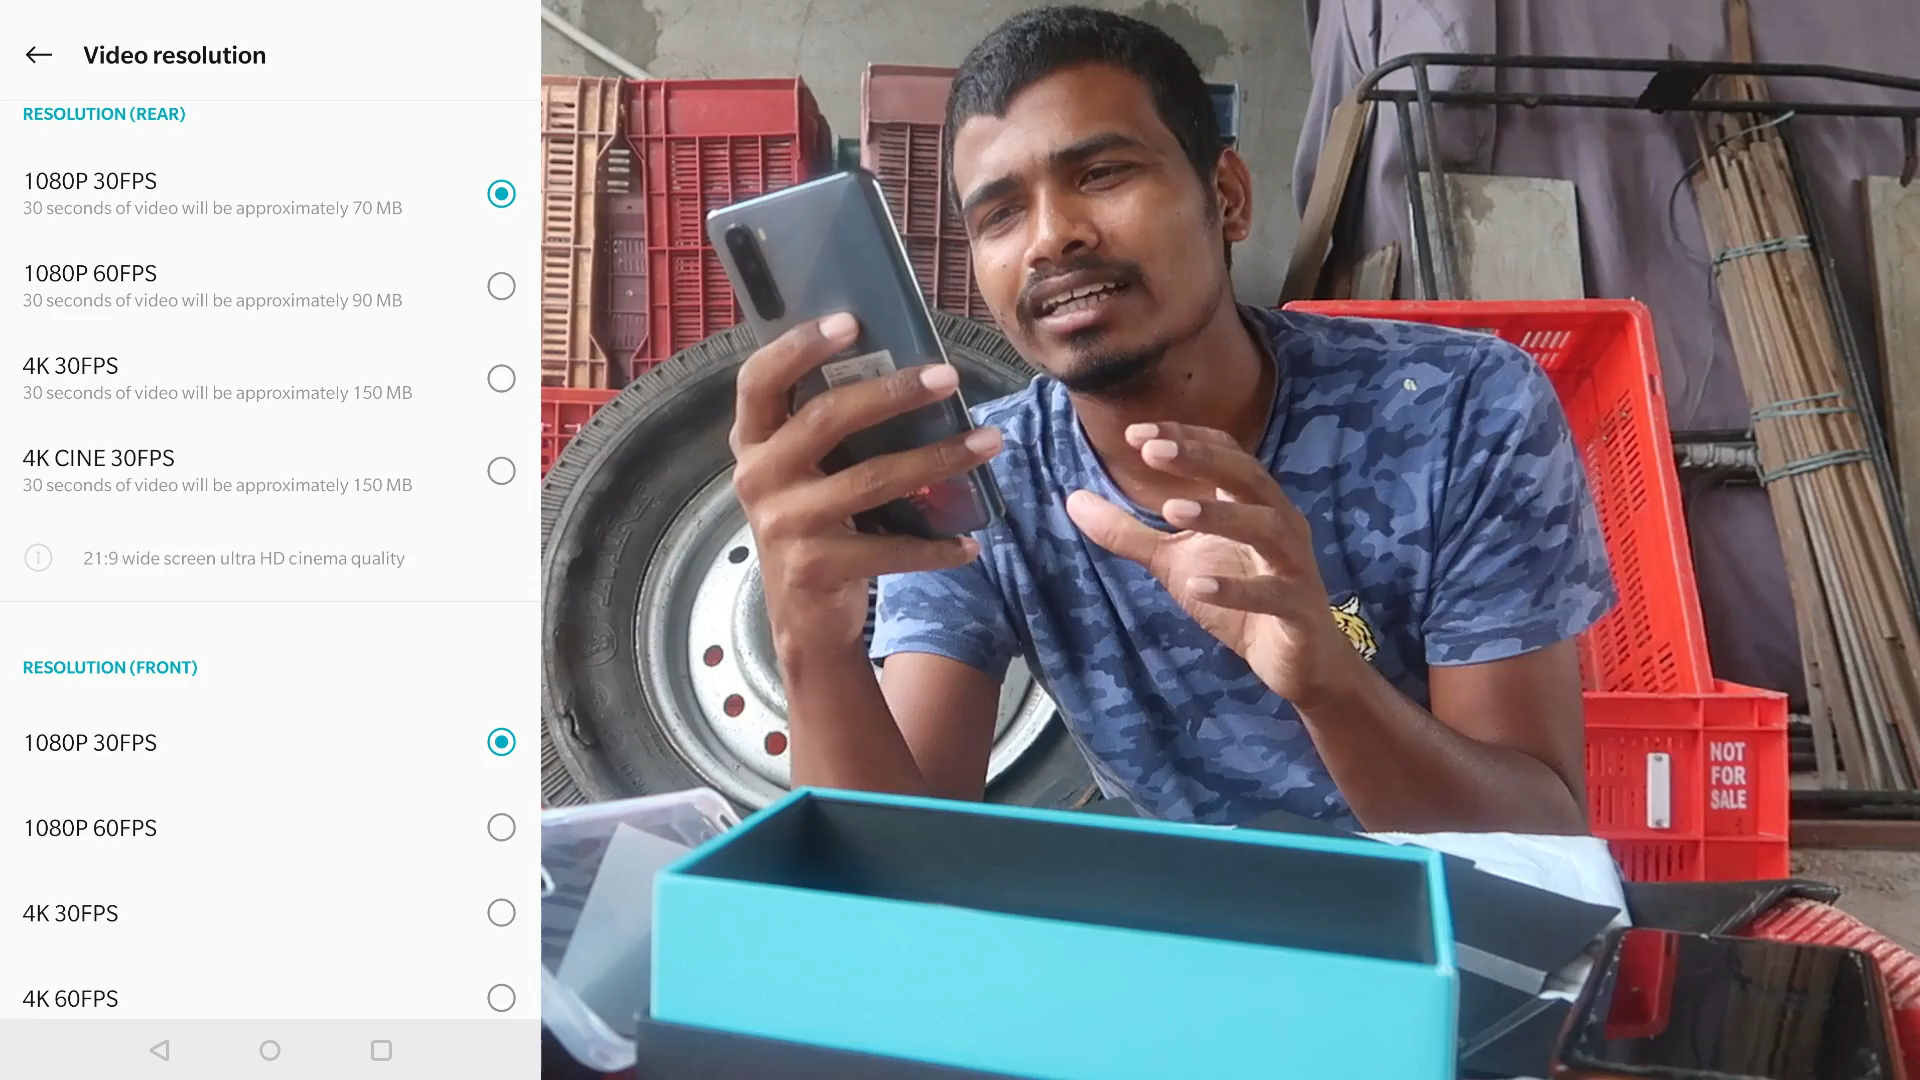 Video resolution
RESOLUTION (REAR)
1080P 30FPS
30 seconds of video will be approximately 70 MB
1080P 60FPS
30 seconds of video will be approximately 90 MB
4K 30FPS
30 seconds of video will be approximately 150 MB
4K CINE 30FPS
30 seconds of video will be approximately 150 MB
21:9 wide screen ultra HD cinema quality
RESOLUTION (FRONT)
1080P 30FPS
1080P 60FPS
4K 30FPS
4K 60FPS
NOT
FOR
SALE